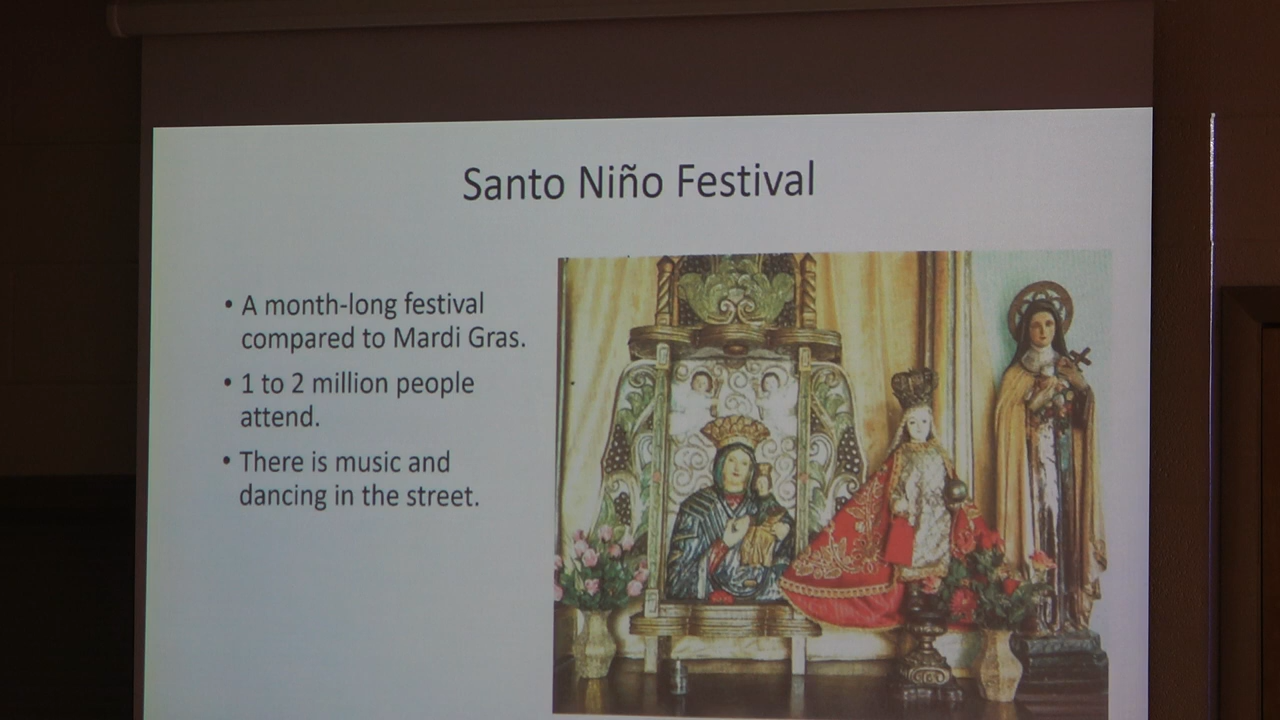 Santo Niño Festival
• A month-long festival
compared to Mardi Gras.
• 1 to 2 million people
attend.
• There is music and
dancing in the street.